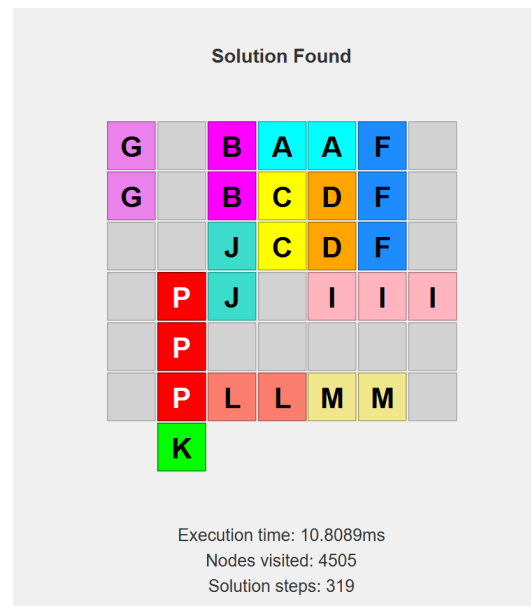 Solution Found
G B A A F
G B C D F
J C D F
P J I I I
P
P L L M M
K
Execution time: 10.8089ms
Nodes visited: 4505
Solution steps: 319